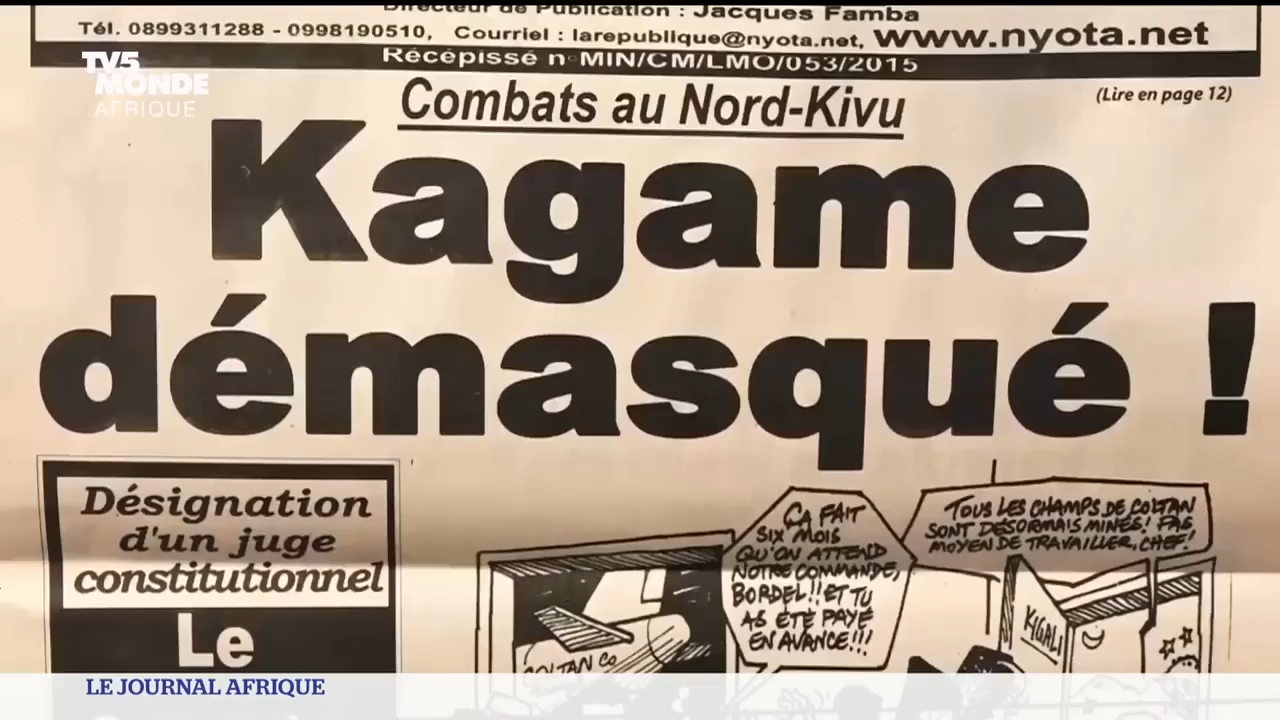 Directeur de Publication : Jacques Famba
Tél. 0899311288 - 0998190510, Courriel : larepublique@nyota.net, www.nyota.net
Récépissé n° MIN/CM/LMO/053/2015
TV5
MONDE
AFRIQUE
Combats au Nord-Kivu
(Lire en page 12)
Kagame
démasqué !
Désignation
d'un juge
constitutionnel
Le
ÇA FAIT
SIX MOIS
QU'ON ATTEND
NOTRE COMMANDE,
BORDEL!! ET TU
AS ÉTÉ PAYÉ
EN AVANCE!!!
TOUS LES CHAMPS DE COLTAN
SONT DÉSORMAIS MINÉS! PAS
MOYEN DE TRAVAILLER, CHEF!
COLTAN Co
KIGALI
LE JOURNAL AFRIQUE